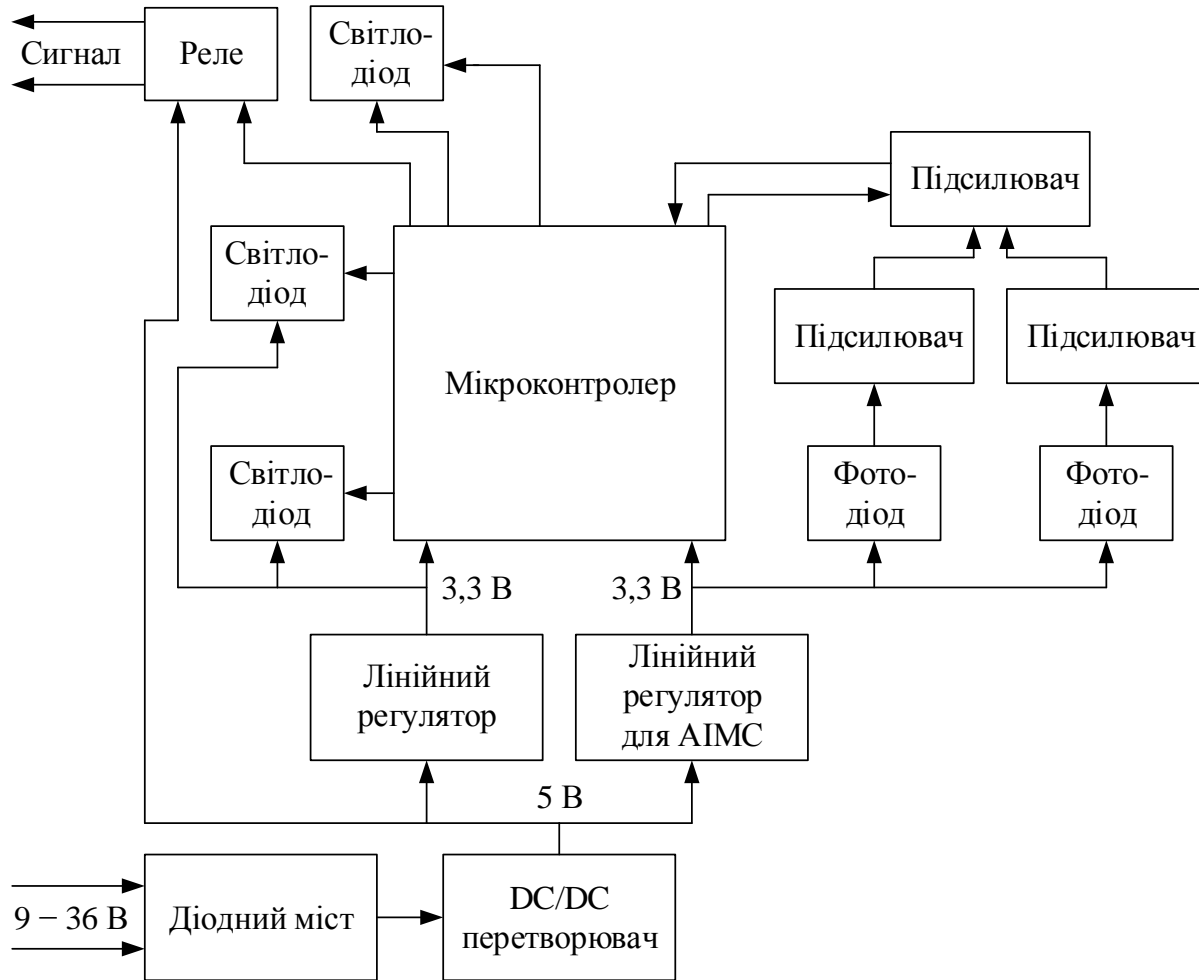 Сигнал
Реле
Світло-
діод
Підсилювач
Світло-
діод
Підсилювач
Підсилювач
Мікроконтролер
Світло-
діод
Фото-
діод
Фото-
діод
3,3 В
3,3 В
Лінійний
регулятор
Лінійний
регулятор
для АІМС
5 В
9 − 36 В
Діодний міст
DC/DC
перетворювач